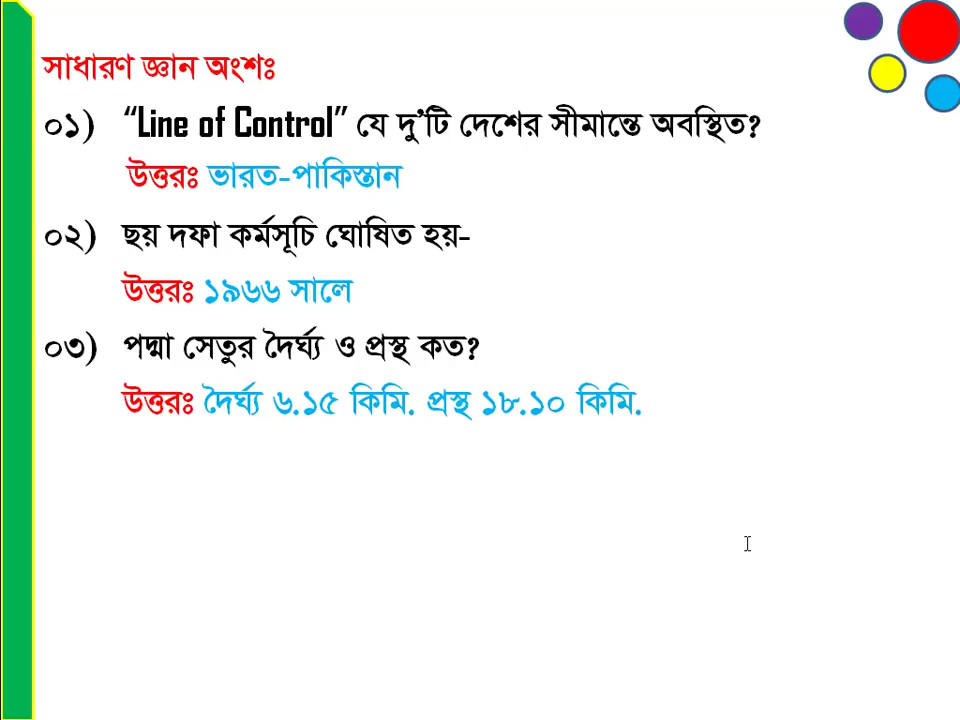 সাধারণ জ্ঞান অংশঃ
০১) “Line of Control” যে দু’টি দেশের সীমান্তে অবস্থিত?
উত্তরঃ ভারত-পাকিস্তান
০২) ছয় দফা কর্মসূচি ঘোষিত হয়-
উত্তরঃ ১৯৬৬ সালে
০৩) পদ্মা সেতুর দৈর্ঘ্য ও প্রস্থ কত?
উত্তরঃ দৈর্ঘ্য ৬.১৫ কিমি. প্রস্থ ১৮.১০ কিমি.